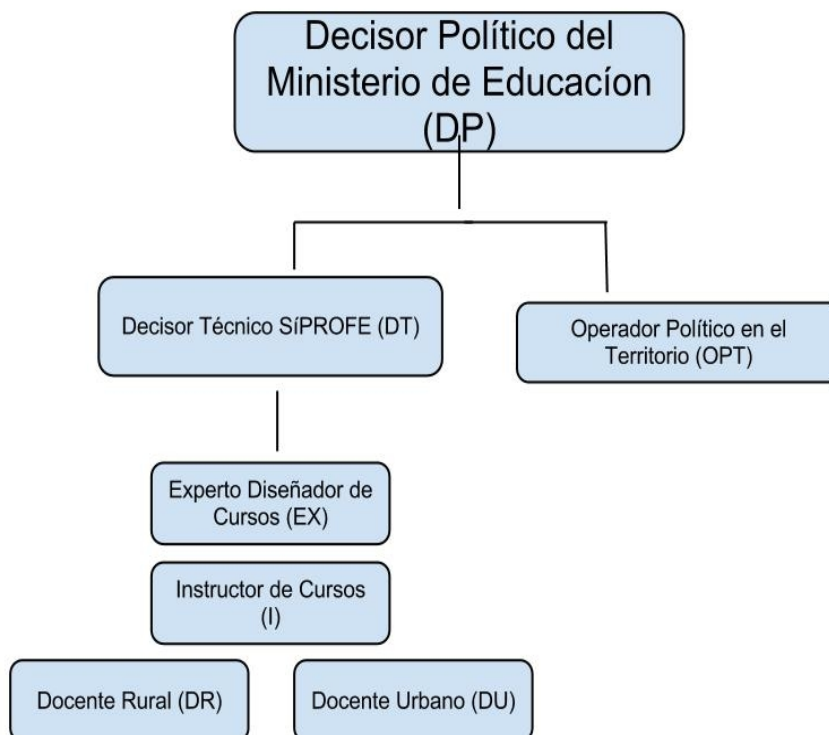 Decisor Político del
Ministerio de Educacíon
(DP)
Decisor Técnico SíPROFE (DT)
Operador Político en el
Territorio (OPT)
Experto Diseñador de
Cursos (EX)
Instructor de Cursos
(I)
Docente Rural (DR)
Docente Urbano (DU)